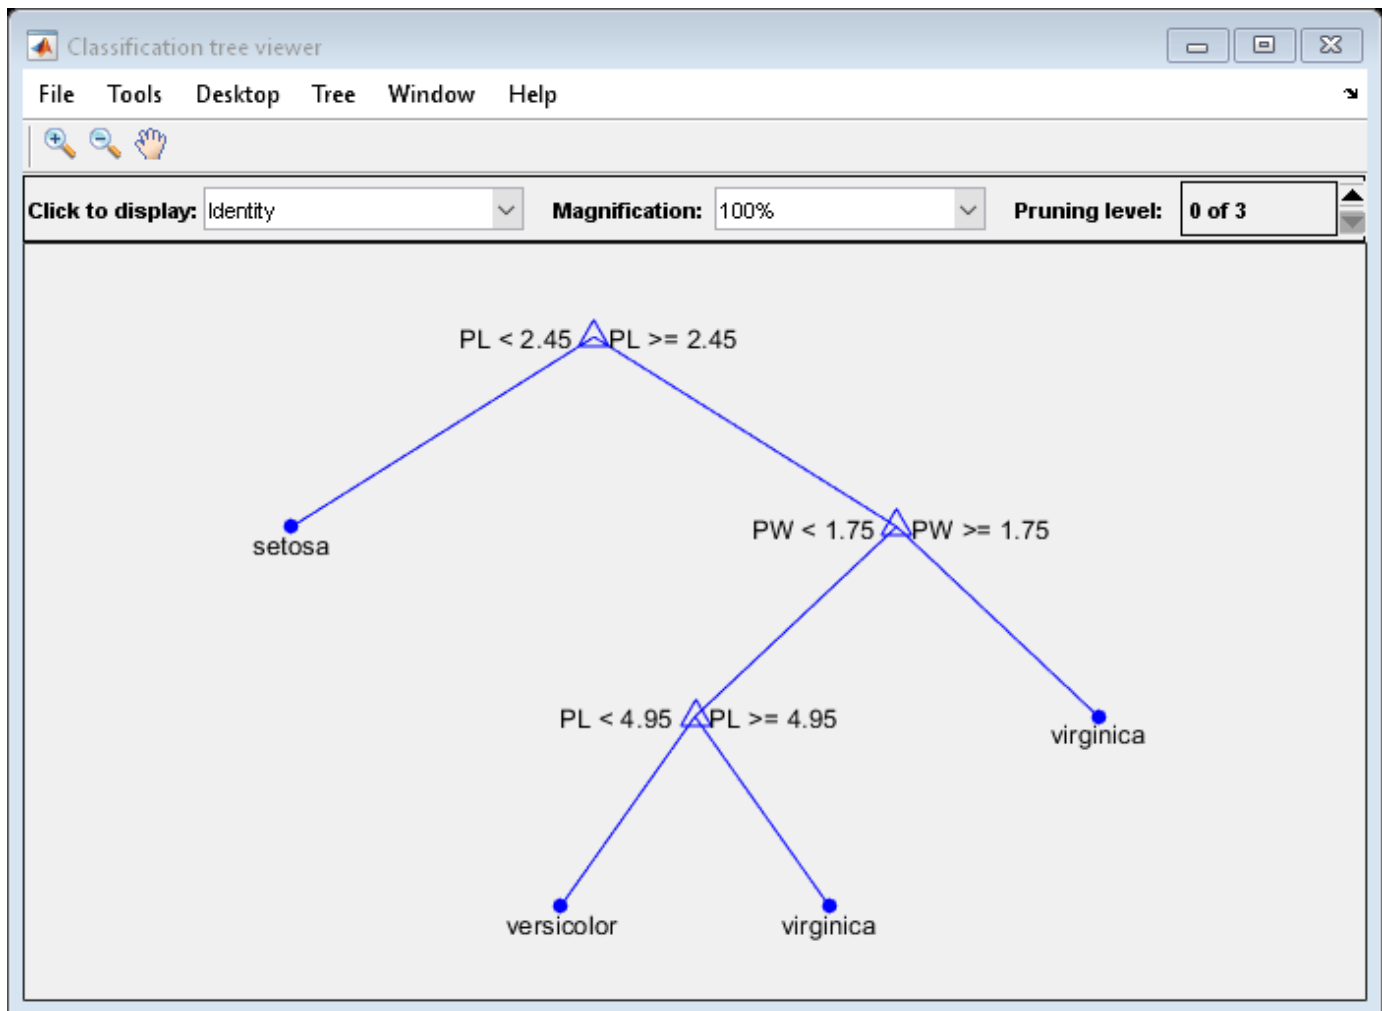 Classification tree viewer
File Tools Desktop Tree Window Help
Click to display: Identity Magnification: 100% Pruning level: 0 of 3
PL < 2.45 PL >= 2.45
setosa
PW < 1.75 PW >= 1.75
PL < 4.95 PL >= 4.95
virginica
versicolor
virginica